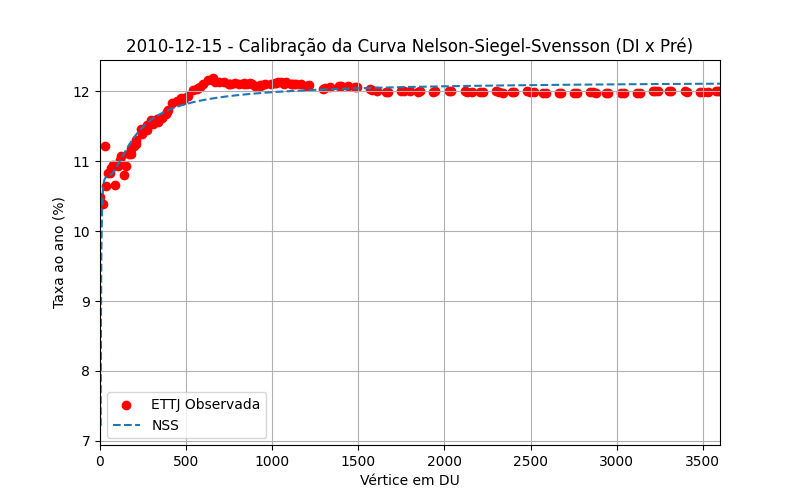 2010-12-15 - Calibração da Curva Nelson-Siegel-Svensson (DI x Pré)
Taxa ao ano (%)
12
11
10
9
8
7
ETTJ Observada
NSS
0 500 1000 1500 2000 2500 3000 3500
Vértice em DU